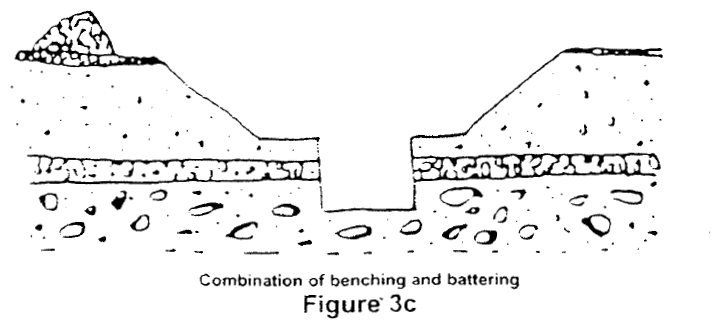 Combination of benching and battering
Figure 3c